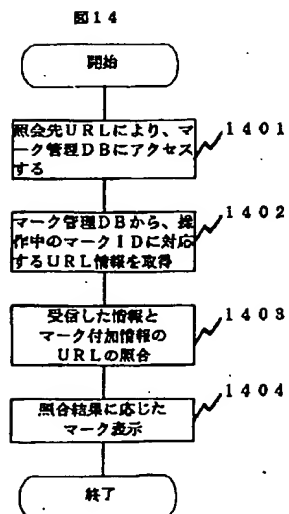 図１４
開始
照会先ＵＲＬにより、マ
ーク管理ＤＢにアクセス
する
１４０１
マーク管理ＤＢから、操
作中のマークＩＤに対応
するＵＲＬ情報を取得
１４０２
受信した情報と
マーク付加情報の
ＵＲＬの照合
１４０３
照合結果に応じた
マーク表示
１４０４
終了